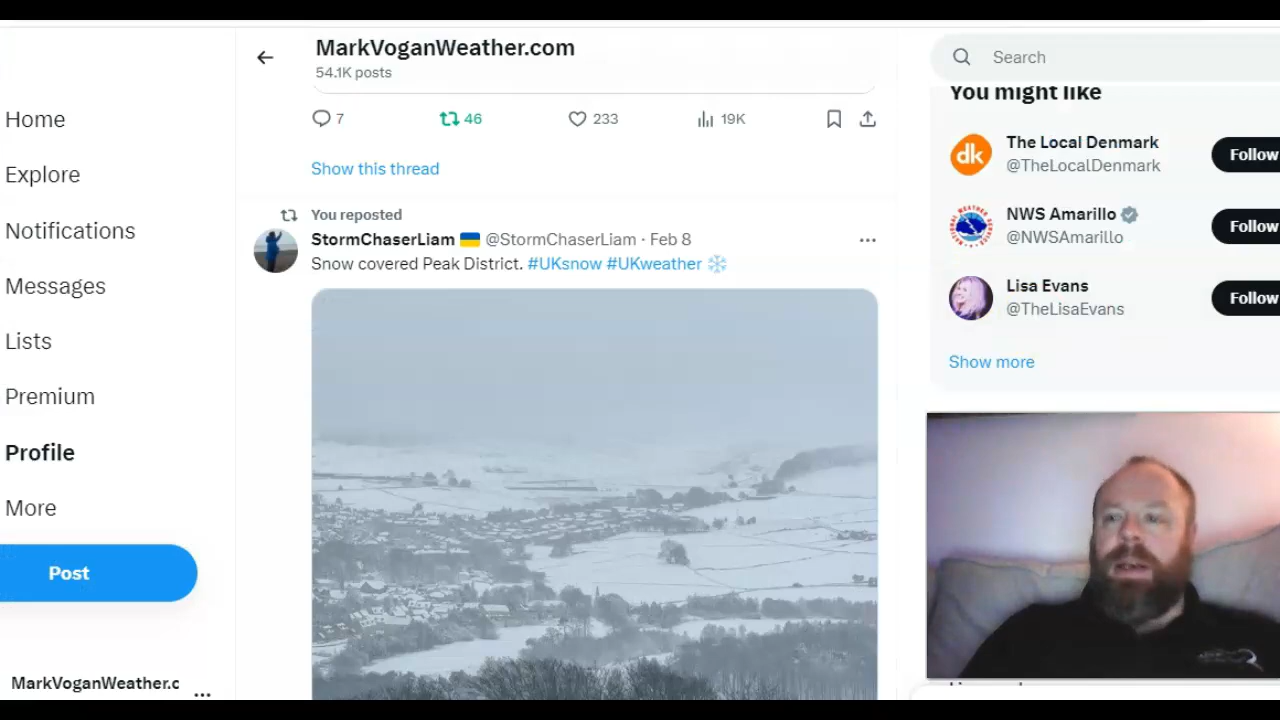 MarkVoganWeather.com
54.1K posts
Search
Home
Explore
Notifications
Messages
Lists
Premium
Profile
More
Post
MarkVoganWeather.c
...
7
46
233
19K
Show this thread
You reposted
StormChaserLiam 🇺🇦 @StormChaserLiam · Feb 8
...
Snow covered Peak District. #UKsnow #UKweather ❄️
You might like
dk
The Local Denmark
@TheLocalDenmark
Follow
NWS Amarillo
@NWSAmarillo
Follow
Lisa Evans
@TheLisaEvans
Follow
Show more